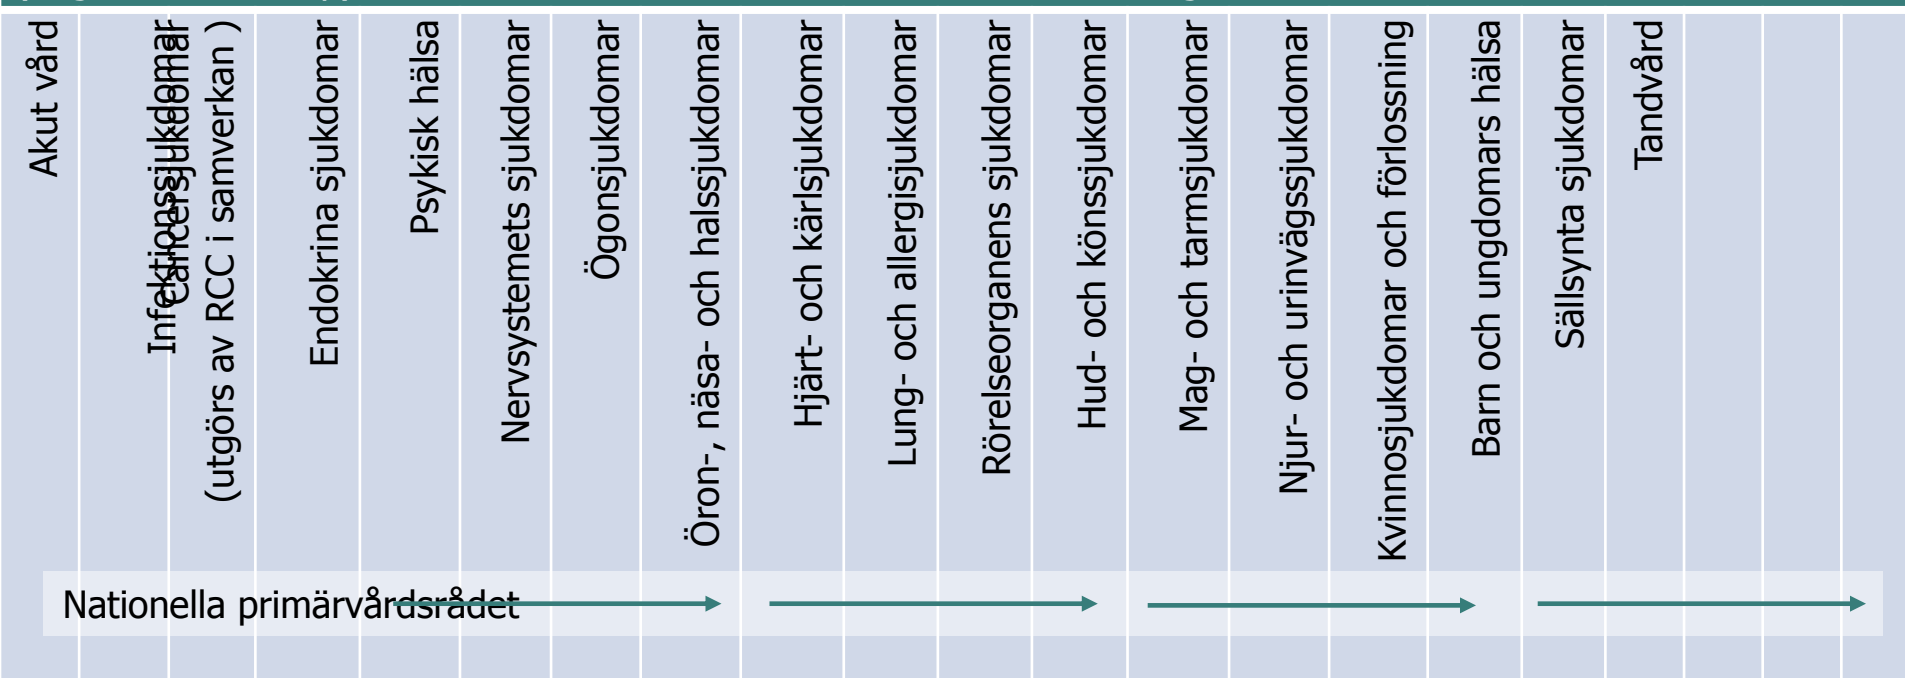 Akut vård
Infektionssjukdomar
Cancersjukdomar
(utgörs av RCC i samverkan )
Endokrina sjukdomar
Psykisk hälsa
Nervsystemets sjukdomar
Ögonsjukdomar
Öron-, näsa- och halssjukdomar
Hjärt- och kärlsjukdomar
Lung- och allergisjukdomar
Rörelseorganens sjukdomar
Hud- och könssjukdomar
Mag- och tarmsjukdomar
Njur- och urinvägssjukdomar
Kvinnosjukdomar och förlossning
Barn och ungdomars hälsa
Sällsynta sjukdomar
Tandvård
Nationella primärvårdsrådet